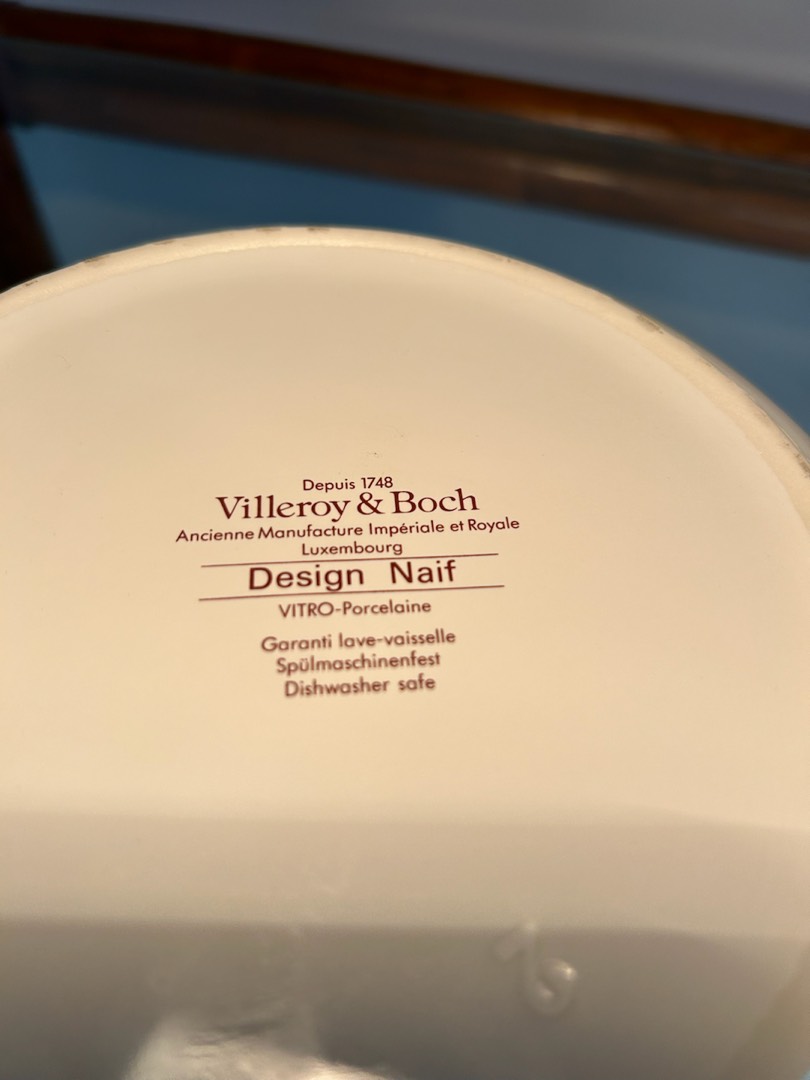 Depuis 1748
Villeroy & Boch
Ancienne Manufacture Impériale et Royale
Luxembourg
Design Naif
VITRO-Porcelaine
Garanti lave-vaisselle
Spülmaschinenfest
Dishwasher safe